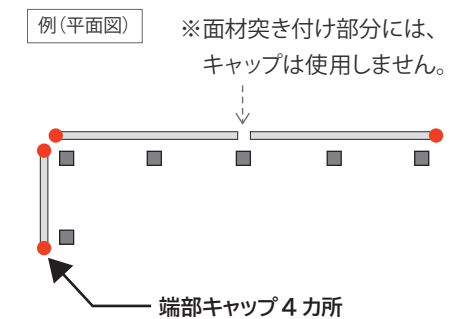 例(平面図)
※面材突き付け部分には、
キャップは使用しません。
端部キャップ4カ所